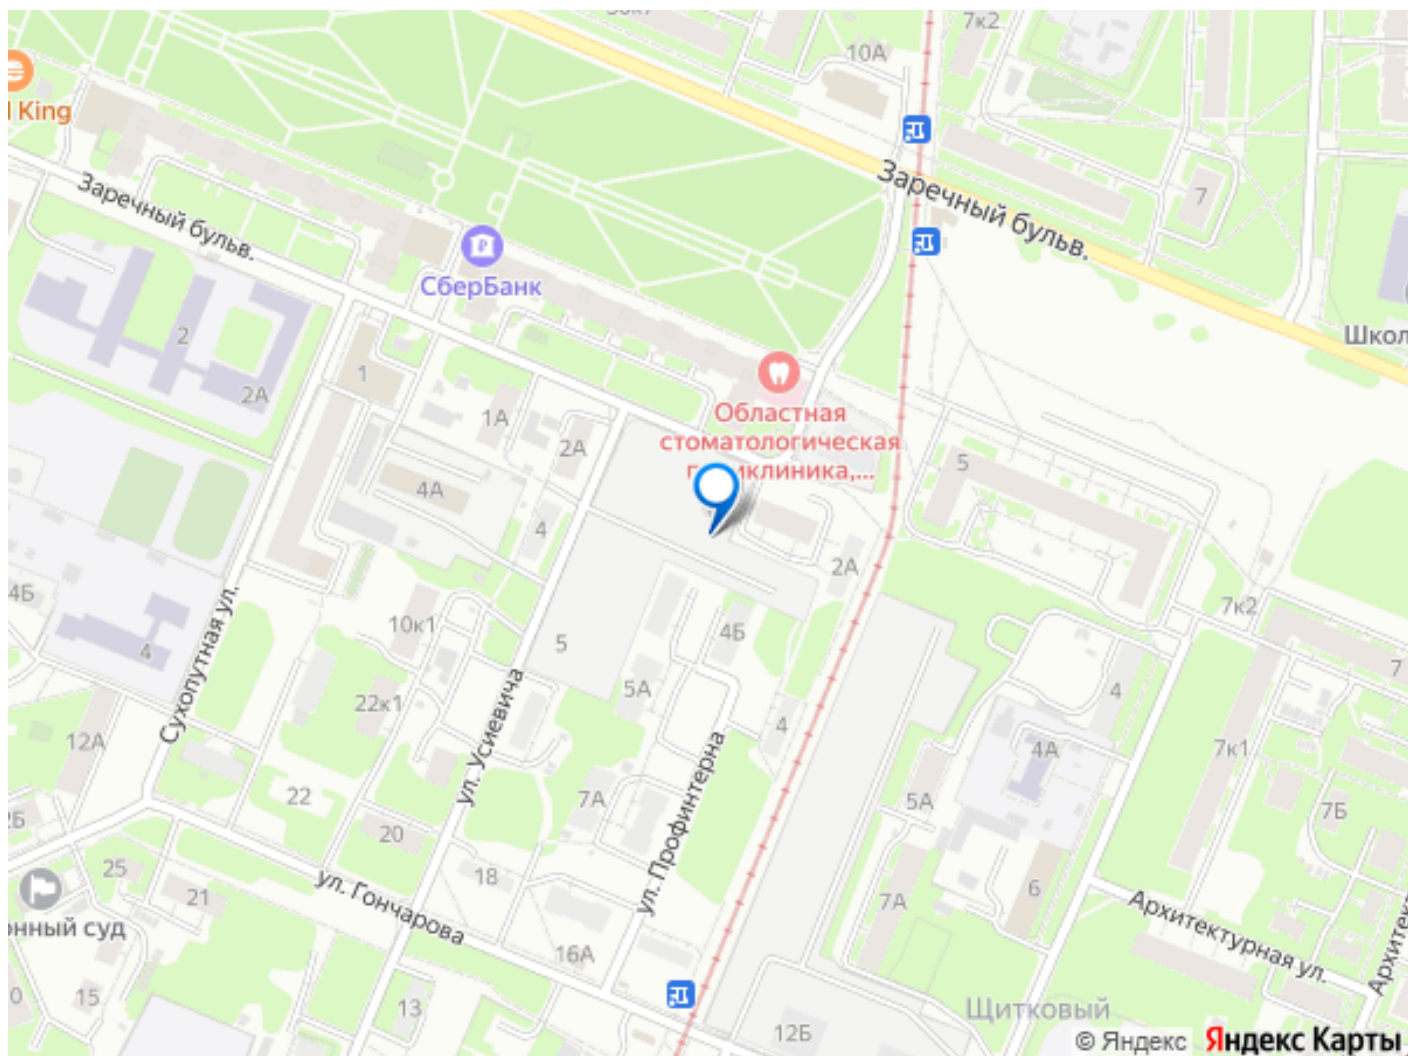 7к2
10А
King
Заречный бульв.
Заречный бульв.
7
СберБанк
Школ
2
1
2А
Областная
стоматологическая
1А
2А
5
4А
4
2А
4Б
7к2
10к1
4Б
4
5
7
5А
4
Сухопутная ул.
22к1
4
12А
7к1
4А
ул. Усиевича
22
7А
5А
7Б
20
ул. Профинтерна
25
18
21
ул. Гончарова
7А
6
онный суд
Архитектурная ул.
16А
15
13
Щитковый
12Б
© Яндекс
Яндекс Карты